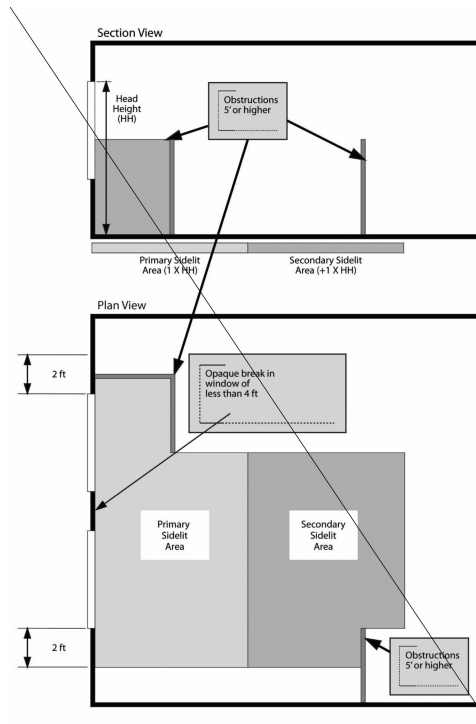 Section View
Head
Height
(HH)
Obstructions
5' or higher
Primary Sidelit
Area (1 X HH)
Secondary Sidelit
Area (+1 X HH)
Plan View
2 ft
Opaque break in
window of
less than 4 ft
Primary
Sidelit
Area
Secondary
Sidelit
Area
2 ft
Obstructions
5' or higher